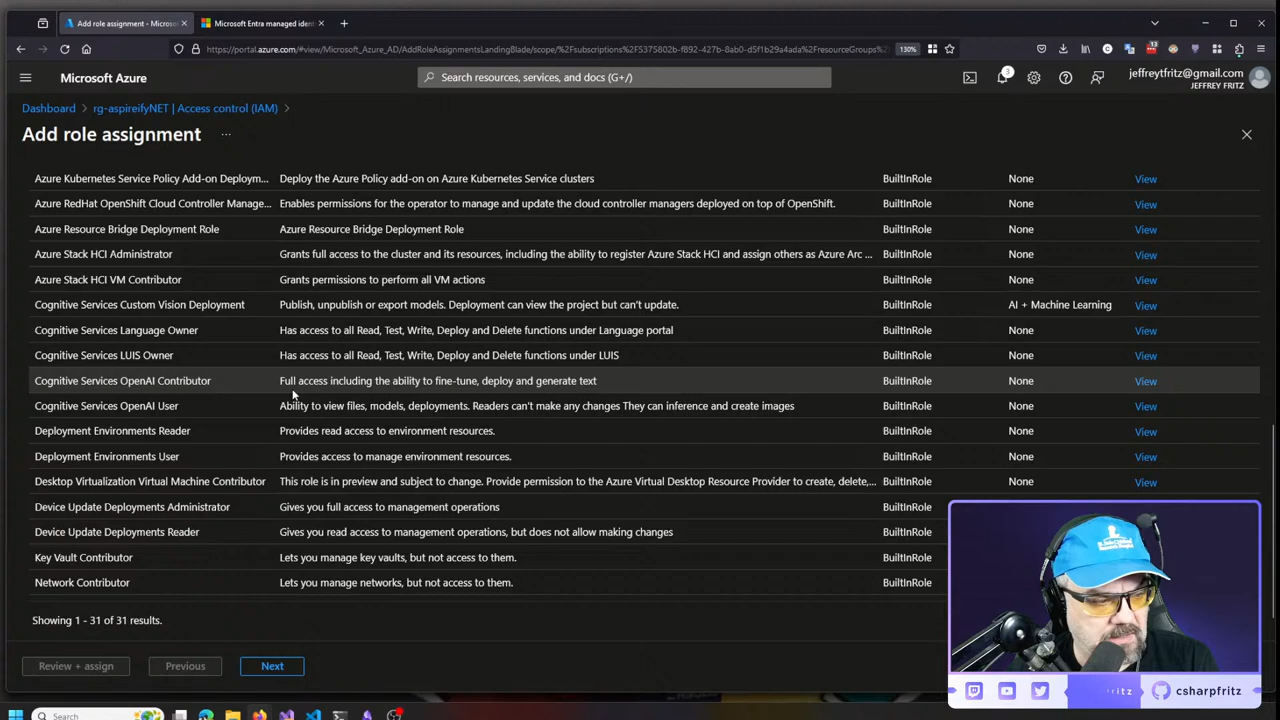 Add role assignment - Microsof
Microsoft Entra managed ident
https://portal.azure.com/#view/Microsoft_Azure_AD/AddRoleAssignmentsLandingBlade/scope/%2Fsubscriptions%2F5375802b-f892-427b-8ab0-d5f1b29a4ada%2FresourceGroups%
130%
13
Microsoft Azure
Search resources, services, and docs (G+/)
3
jeffreytfritz@gmail.com
JEFFREY FRITZ
Dashboard > rg-aspireifyNET | Access control (IAM) >
Add role assignment ...
Azure Kubernetes Service Policy Add-on Deploym... Deploy the Azure Policy add-on on Azure Kubernetes Service clusters BuiltInRole None View
Azure RedHat OpenShift Cloud Controller Manage... Enables permissions for the operator to manage and update the cloud controller managers deployed on top of OpenShift. BuiltInRole None View
Azure Resource Bridge Deployment Role Azure Resource Bridge Deployment Role BuiltInRole None View
Azure Stack HCI Administrator Grants full access to the cluster and its resources, including the ability to register Azure Stack HCI and assign others as Azure Arc ... BuiltInRole None View
Azure Stack HCI VM Contributor Grants permissions to perform all VM actions BuiltInRole None View
Cognitive Services Custom Vision Deployment Publish, unpublish or export models. Deployment can view the project but can't update. BuiltInRole AI + Machine Learning View
Cognitive Services Language Owner Has access to all Read, Test, Write, Deploy and Delete functions under Language portal BuiltInRole None View
Cognitive Services LUIS Owner Has access to all Read, Test, Write, Deploy and Delete functions under LUIS BuiltInRole None View
Cognitive Services OpenAI Contributor Full access including the ability to fine-tune, deploy and generate text BuiltInRole None View
Cognitive Services OpenAI User Ability to view files, models, deployments. Readers can't make any changes They can inference and create images BuiltInRole None View
Deployment Environments Reader Provides read access to environment resources. BuiltInRole None View
Deployment Environments User Provides access to manage environment resources. BuiltInRole None View
Desktop Virtualization Virtual Machine Contributor This role is in preview and subject to change. Provide permission to the Azure Virtual Desktop Resource Provider to create, delete,... BuiltInRole None View
Device Update Deployments Administrator Gives you full access to management operations BuiltInRole
Device Update Deployments Reader Gives you read access to management operations, but does not allow making changes BuiltInRole
Key Vault Contributor Lets you manage key vaults, but not access to them. BuiltInRole
Network Contributor Lets you manage networks, but not access to them. BuiltInRole
Showing 1 - 31 of 31 results.
Review + assign Previous Next
ritz
csharpfritz
Search